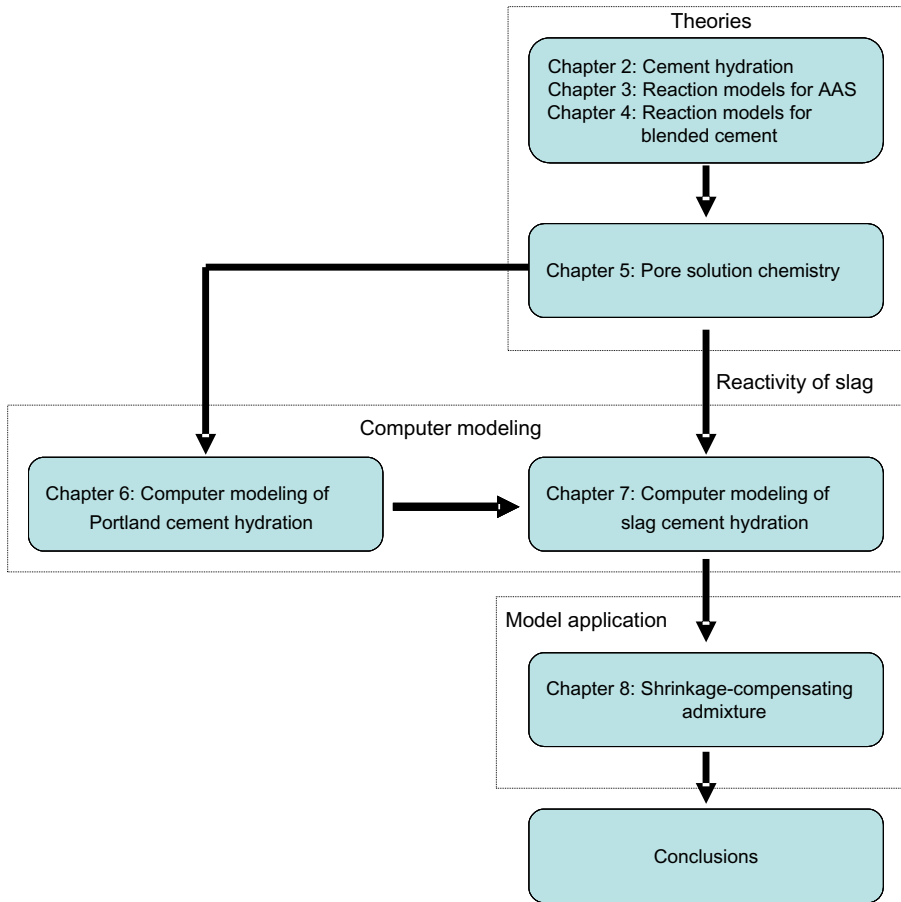 Theories
Chapter 2: Cement hydration
Chapter 3: Reaction models for AAS
Chapter 4: Reaction models for
blended cement
Chapter 5: Pore solution chemistry
Reactivity of slag
Computer modeling
Chapter 6: Computer modeling of
Portland cement hydration
Chapter 7: Computer modeling of
slag cement hydration
Model application
Chapter 8: Shrinkage-compensating
admixture
Conclusions